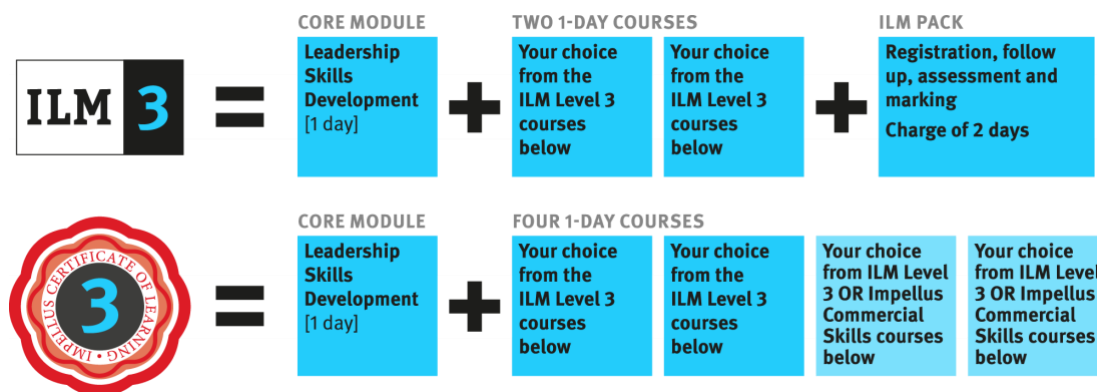 CORE MODULE
TWO 1-DAY COURSES
ILM PACK
ILM 3
=
Leadership
Skills
Development
[1 day]
+
Your choice
from the
ILM Level 3
courses
below
Your choice
from the
ILM Level 3
courses
below
+
Registration, follow
up, assessment and
marking
Charge of 2 days
CORE MODULE
FOUR 1-DAY COURSES
IMPELLUS CERTIFICATE OF LEARNING •
3
=
Leadership
Skills
Development
[1 day]
+
Your choice
from the
ILM Level 3
courses
below
Your choice
from the
ILM Level 3
courses
below
Your choice
from ILM Level
3 OR Impellus
Commercial
Skills courses
below
Your choice
from ILM Level
3 OR Impellus
Commercial
Skills courses
below